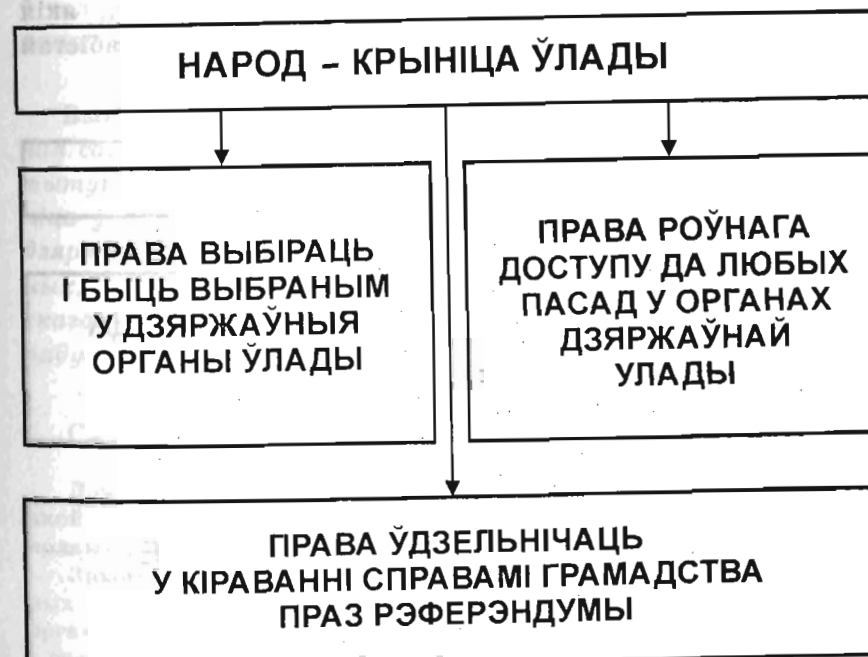 НАРОД – КРЫНІЦА ЎЛАДЫ
ПРАВА ВЫБІРАЦЬ
І БЫЦЬ ВЫБРАНЫМ
У ДЗЯРЖАЎНЫЯ
ОРГАНЫ ЎЛАДЫ
ПРАВА РОЎНАГА
ДОСТУПУ ДА ЛЮБЫХ
ПАСАД У ОРГАНАХ
ДЗЯРЖАЎНАЙ
УЛАДЫ
ПРАВА ЎДЗЕЛЬНІЧАЦЬ
У КІРАВАННІ СПРАВАМІ ГРАМАДСТВА
ПРАЗ РЭФЕРЭНДУМЫ